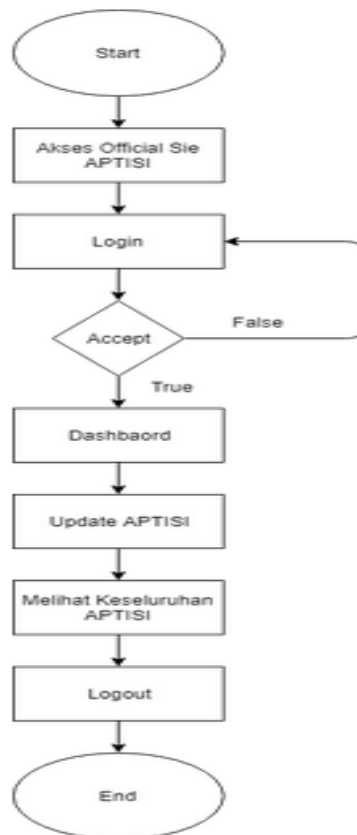 Start
Akses Official Sie
APTISI
Login
False
Accept
True
Dashbaord
Update APTISI
Melihat Keseluruhan
APTISI
Logout
End